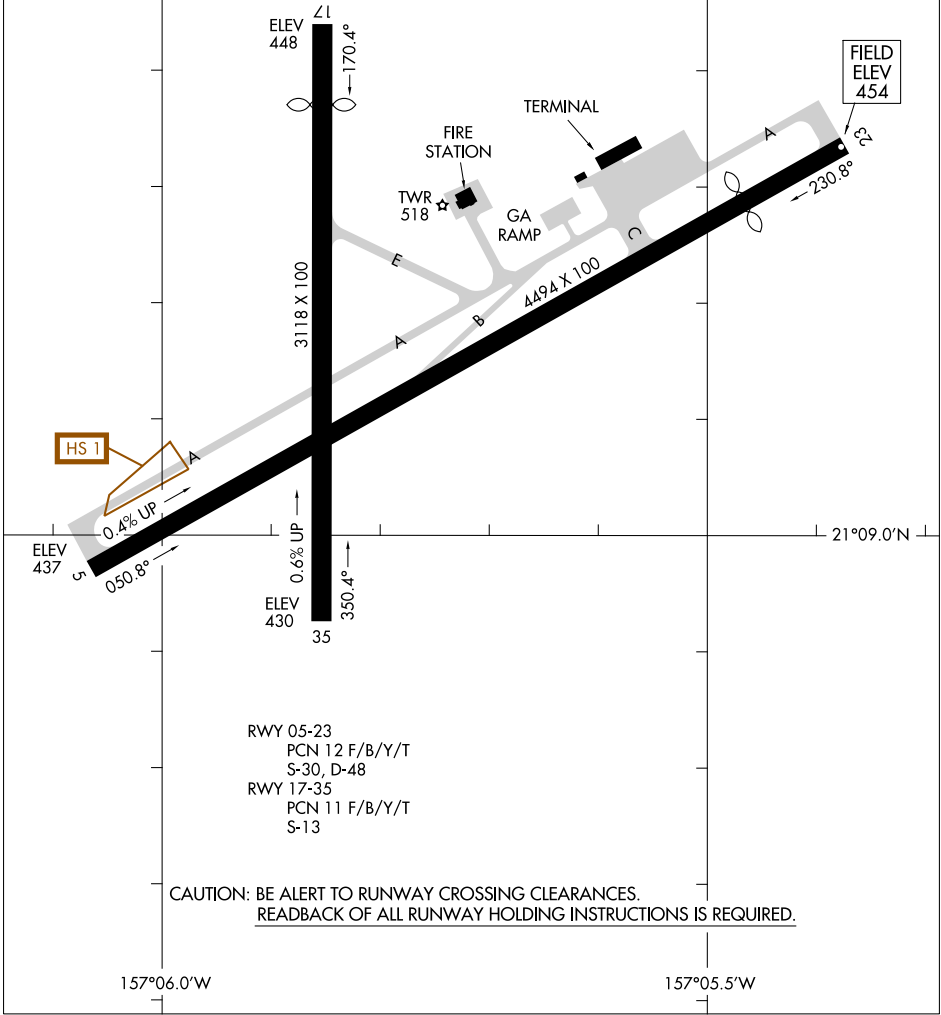 17
ELEV
448
170.4°
FIELD
ELEV
454
TERMINAL
A
23
FIRE
STATION
230.8°
TWR
518
GA
RAMP
C
E
4494 X 100
3118 X 100
B
A
HS 1
A
0.4% UP
ELEV
437
5
050.8°
0.6% UP
350.4°
21°09.0'N
ELEV
430
35
RWY 05-23
PCN 12 F/B/Y/T
S-30, D-48
RWY 17-35
PCN 11 F/B/Y/T
S-13
CAUTION: BE ALERT TO RUNWAY CROSSING CLEARANCES.
READBACK OF ALL RUNWAY HOLDING INSTRUCTIONS IS REQUIRED.
157°06.0'W
157°05.5'W